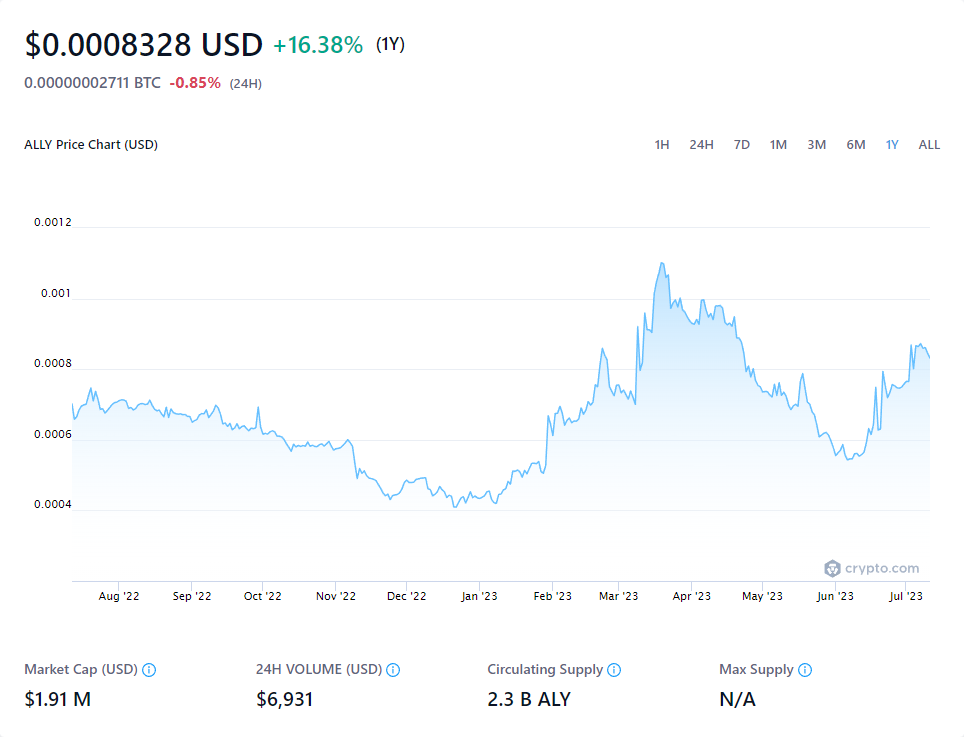 $0.0008328 USD +16.38% (1Y)
0.00000002711 BTC -0.85% (24H)
ALLY Price Chart (USD) 1H 24H 7D 1M 3M 6M 1Y ALL
0.0012
0.001
0.0008
0.0006
0.0004
crypto.com
Aug '22 Sep '22 Oct '22 Nov '22 Dec '22 Jan '23 Feb '23 Mar '23 Apr '23 May '23 Jun '23 Jul '23
Market Cap (USD) 24H VOLUME (USD) Circulating Supply Max Supply
$1.91 M $6,931 2.3 B ALY N/A